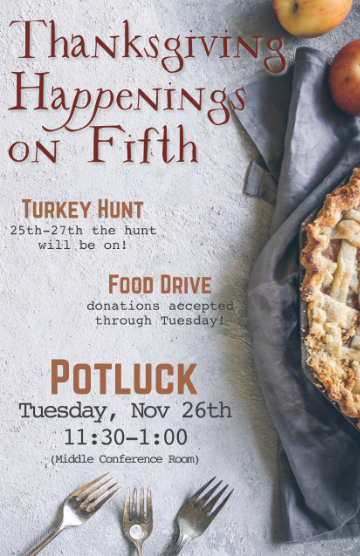 Thanksgiving
Happenings
on Fifth
Turkey Hunt
25th-27th the hunt
will be on!
Food Drive
donations accepted
through Tuesday!
Potluck
Tuesday, Nov 26th
11:30-1:00
(Middle Conference Room)